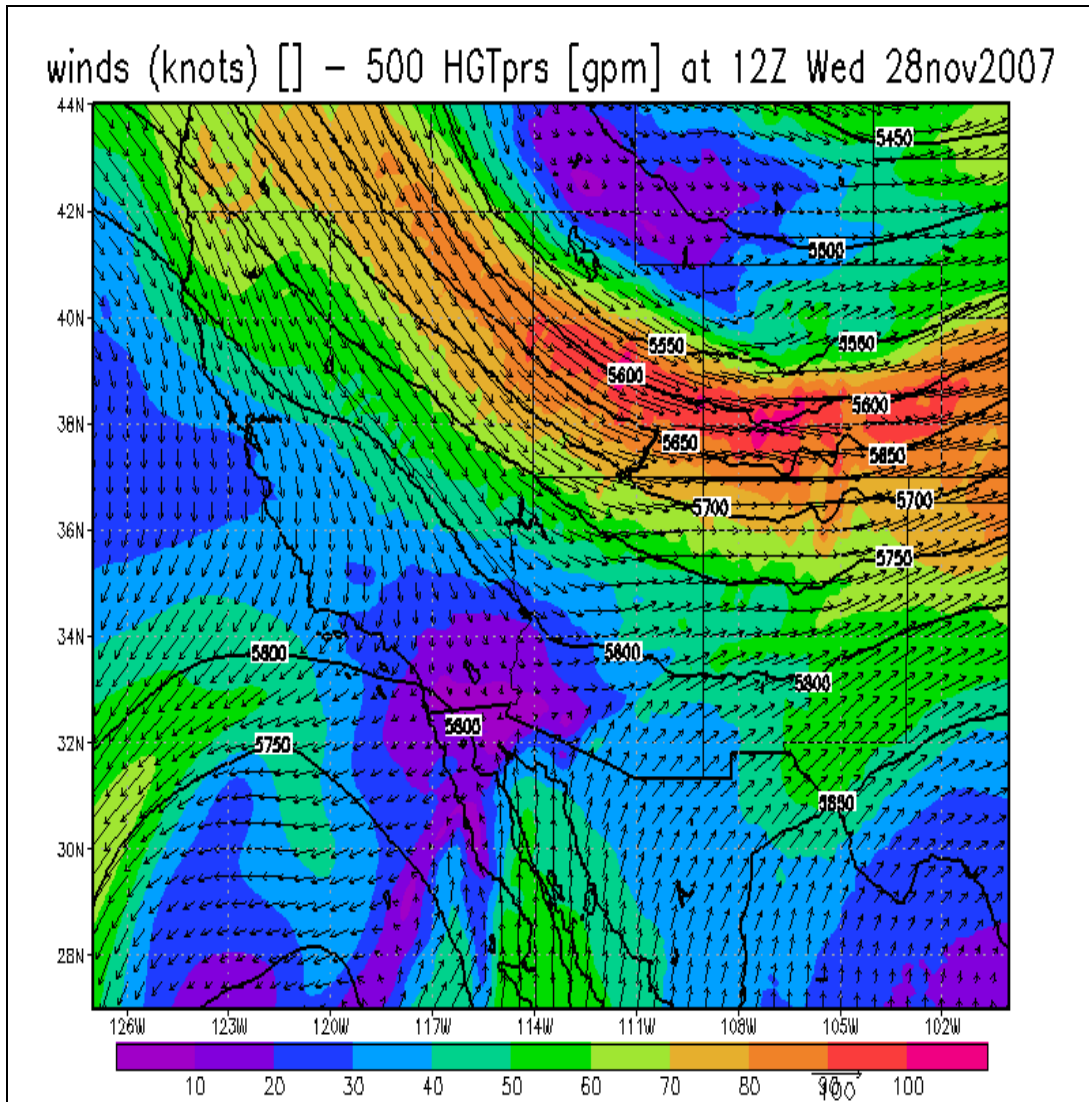 winds (knots) [] - 500 HGTprs [gpm] at 12Z Wed 28nov2007
44N
5450
42N
5500
40N
5550 5550
5600
5600
38N
5650 5650
5700 5700
36N
5750
34N
5800 5800
5800
5800
32N
5750
5850
30N
28N
126W 123W 120W 117W 114W 111W 108W 105W 102W
10 20 30 40 50 60 70 80 90 100
100